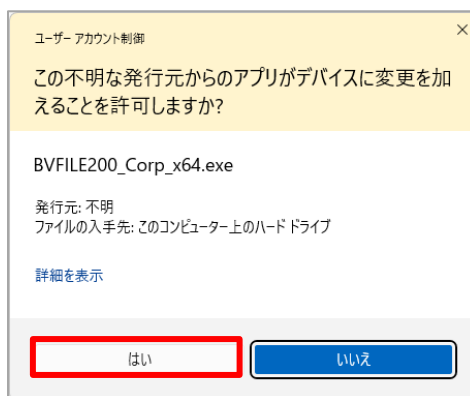 ユーザー アカウント制御
×
この不明な発行元からのアプリがデバイスに変更を加
えることを許可しますか?
BVFILE200_Corp_x64.exe
発行元: 不明
ファイルの入手先: このコンピューター上のハード ドライブ
詳細を表示
はい
いいえ